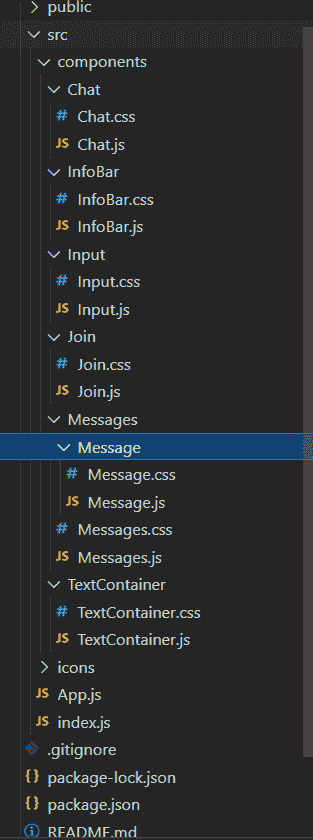 public
src
components
Chat
# Chat.css
JS Chat.js
InfoBar
# InfoBar.css
JS InfoBar.js
Input
# Input.css
JS Input.js
Join
# Join.css
JS Join.js
Messages
Message
# Message.css
JS Message.js
# Messages.css
JS Messages.js
TextContainer
# TextContainer.css
JS TextContainer.js
icons
JS App.js
JS index.js
.gitignore
{} package-lock.json
{} package.json
README.md